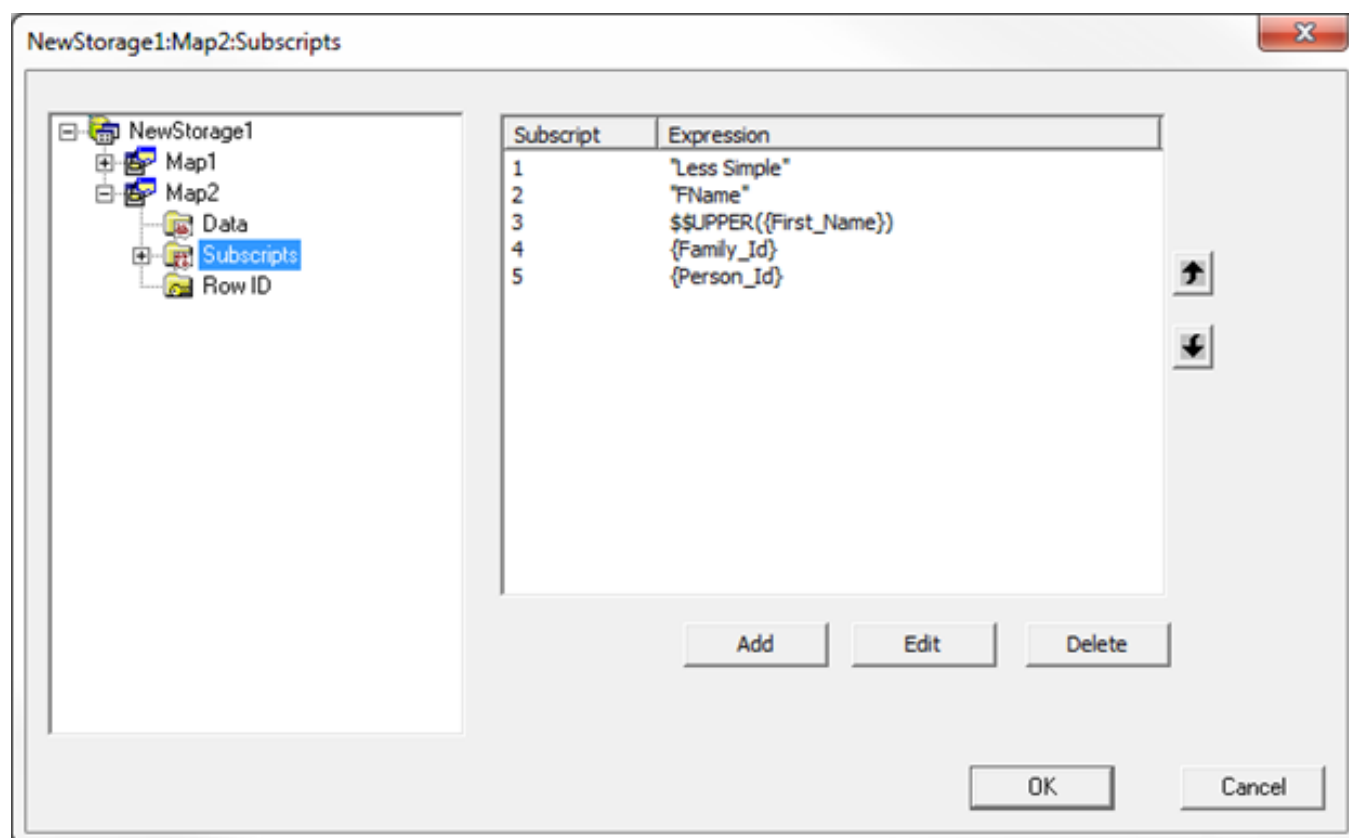 NewStorage1:Map2:Subscripts
NewStorage1
Map1
Map2
Data
Subscripts
Row ID
Subscript Expression
1 "Less Simple"
2 "FName"
3 $$UPPER({First_Name})
4 {Family_Id}
5 {Person_Id}
Add Edit Delete
OK Cancel